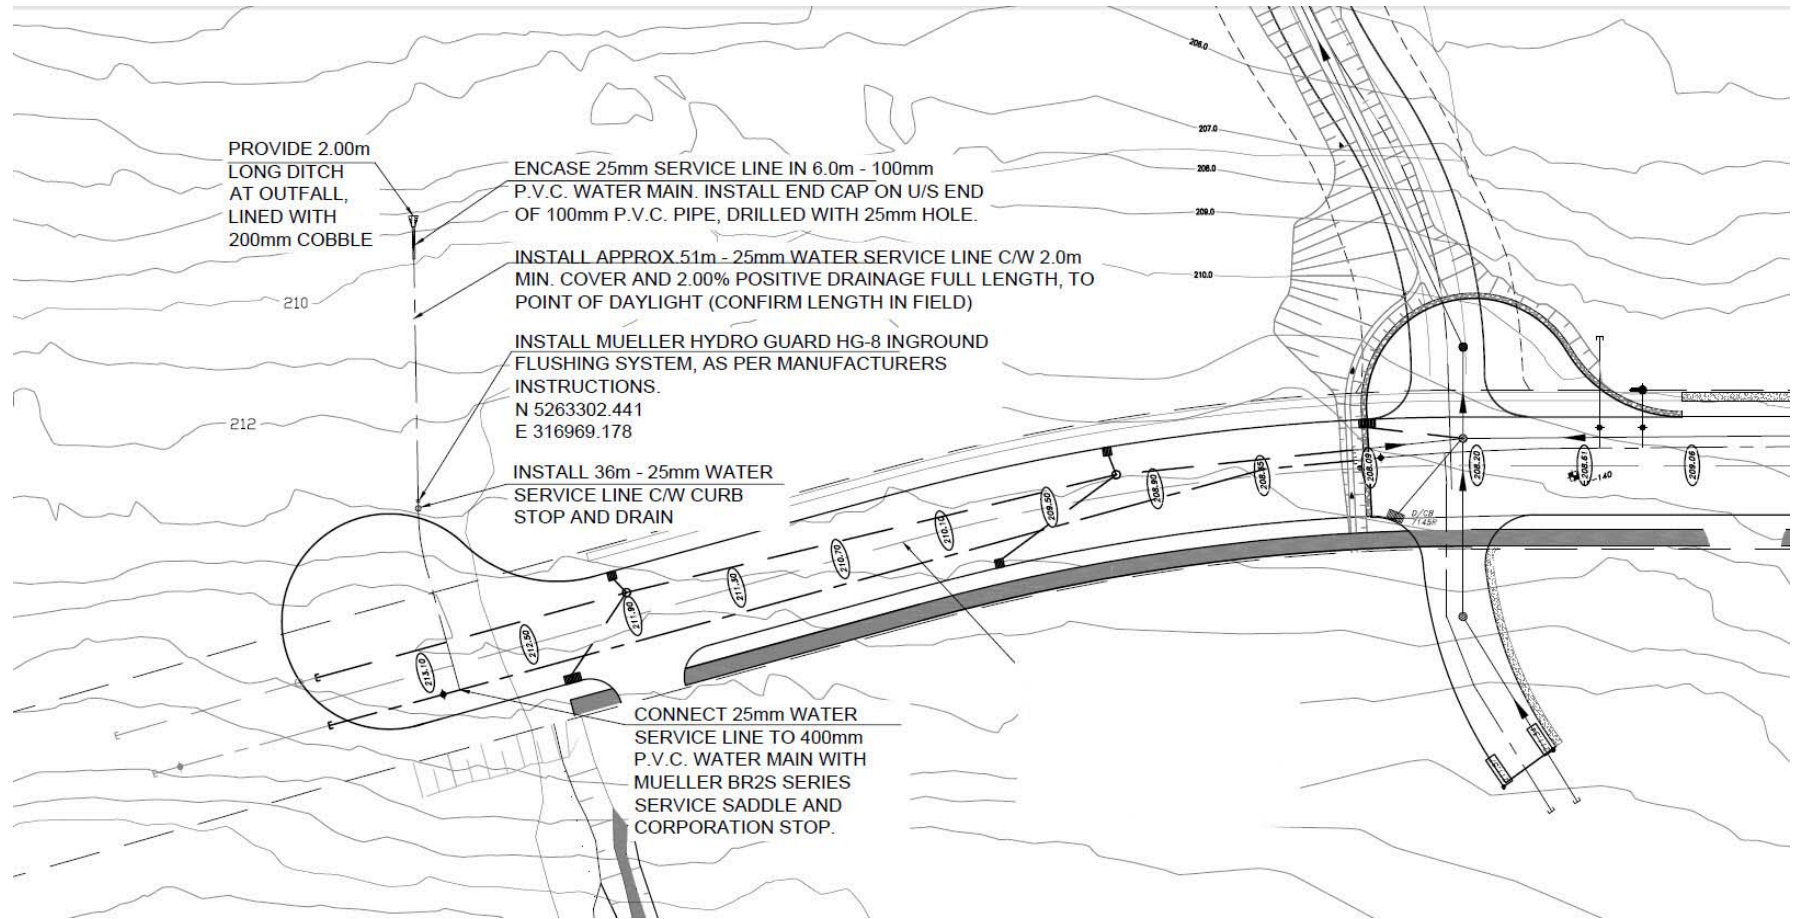 PROVIDE 2.00m
LONG DITCH
AT OUTFALL,
LINED WITH
200mm COBBLE
ENCASE 25mm SERVICE LINE IN 6.0m - 100mm
P.V.C. WATER MAIN. INSTALL END CAP ON U/S END
OF 100mm P.V.C. PIPE, DRILLED WITH 25mm HOLE.
INSTALL APPROX 51m - 25mm WATER SERVICE LINE C/W 2.0m
MIN. COVER AND 2.00% POSITIVE DRAINAGE FULL LENGTH, TO
POINT OF DAYLIGHT (CONFIRM LENGTH IN FIELD)
INSTALL MUELLER HYDRO GUARD HG-8 INGROUND
FLUSHING SYSTEM, AS PER MANUFACTURERS
INSTRUCTIONS.
N 5263302.441
E 316969.178
INSTALL 36m - 25mm WATER
SERVICE LINE C/W CURB
STOP AND DRAIN
CONNECT 25mm WATER
SERVICE LINE TO 400mm
P.V.C. WATER MAIN WITH
MUELLER BR2S SERIES
SERVICE SADDLE AND
CORPORATION STOP.
210
212
207.0
208.0
209.0
210.0
213.10
212.50
211.90
211.30
210.70
210.10
209.50
208.90
208.09
208.20
208.61
209.06
D/CB